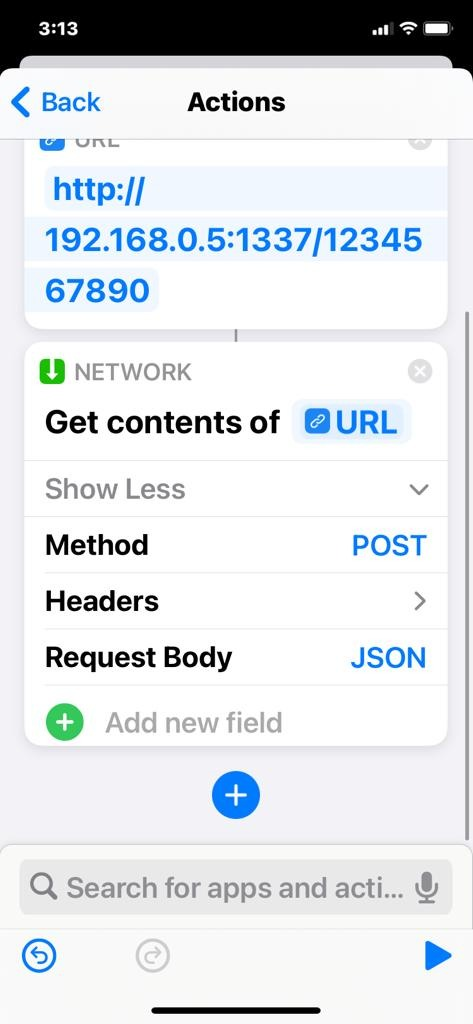 3:13
Back
Actions
URL
http://
192.168.0.5:1337/12345
67890
NETWORK
Get contents of URL
Show Less
Method POST
Headers
Request Body JSON
Add new field
Search for apps and acti...